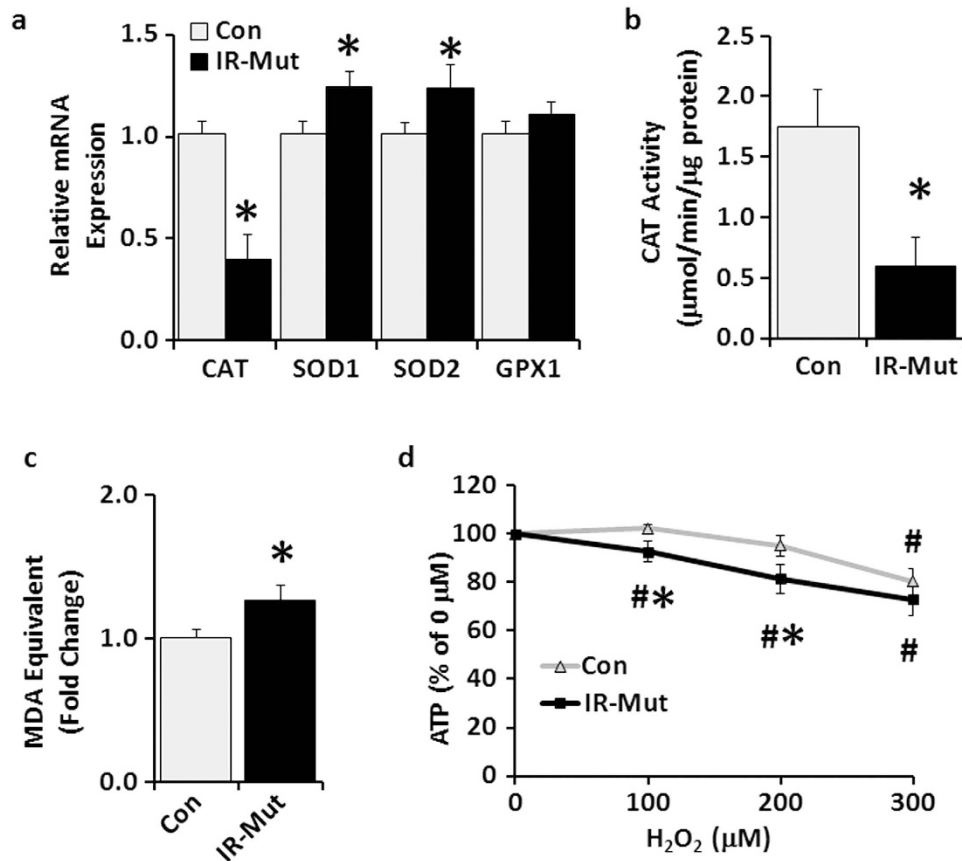 a
Con
IR-Mut
Relative mRNA
Expression
1.5
1.0
0.5
0.0
*
*
*
CAT SOD1 SOD2 GPX1
b
CAT Activity
(µmol/min/µg protein)
2.5
2.0
1.5
1.0
0.5
0.0
*
Con IR-Mut
c
MDA Equivalent
(Fold Change)
2.0
1.0
0.0
*
Con
IR-Mut
d
ATP (% of 0 µM)
120
100
80
60
40
20
0
#
#*
#*
#
Con
IR-Mut
0 100 200 300
H₂O₂ (µM)